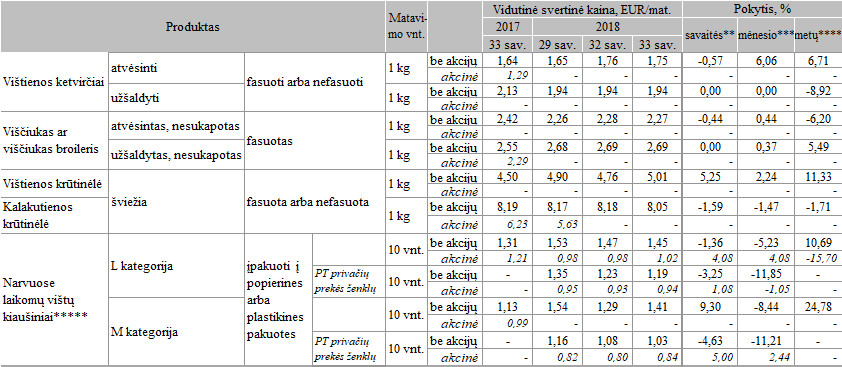 Produktas Matavi- Vidutinė svertinė kaina, EUR/mat. Pokytis, %
mo vnt. 2017 2018 savaitės** mėnesio*** metų****
33 sav. 29 sav. 32 sav. 33 sav.
Vištienos ketvirčiai atvėsinti fasuoti arba nefasuoti 1 kg be akcijų 1,64 1,65 1,76 1,75 -0,57 6,06 6,71
akcinė 1,29 - - - - - -
užšaldyti 1 kg be akcijų 2,13 1,94 1,94 1,94 0,00 0,00 -8,92
akcinė - - - - - - -
Viščiukas ar viščiukas broileris atvėsintas, nesukapotas fasuotas 1 kg be akcijų 2,42 2,26 2,28 2,27 -0,44 0,44 -6,20
akcinė - - - - - - -
užšaldytas, nesukapotas 1 kg be akcijų 2,55 2,68 2,69 2,69 0,00 0,37 5,49
akcinė 2,29 - - - - - -
Vištienos krūtinėlė šviežia fasuota arba nefasuota 1 kg be akcijų 4,50 4,90 4,76 5,01 5,25 2,24 11,33
akcinė - - - - - - -
Kalakutienos krūtinėlė 1 kg be akcijų 8,19 8,17 8,18 8,05 -1,59 -1,47 -1,71
akcinė 6,23 5,63 - - - - -
Narvuose laikomų vištų kiaušiniai***** L kategorija įpakuoti į popierines arba plastikines pakuotes 10 vnt. be akcijų 1,31 1,53 1,47 1,45 -1,36 -5,23 10,69
akcinė 1,21 0,98 0,98 1,02 4,08 4,08 -15,70
PT privačių prekės ženklų 10 vnt. be akcijų - 1,35 1,23 1,19 -3,25 -11,85 -
akcinė - 0,95 0,93 0,94 1,08 -1,05 -
M kategorija 10 vnt. be akcijų 1,13 1,54 1,29 1,41 9,30 -8,44 24,78
akcinė 0,99 - - - - - -
PT privačių prekės ženklų 10 vnt. be akcijų - 1,16 1,08 1,03 -4,63 -11,21 -
akcinė - 0,82 0,80 0,84 5,00 2,44 -